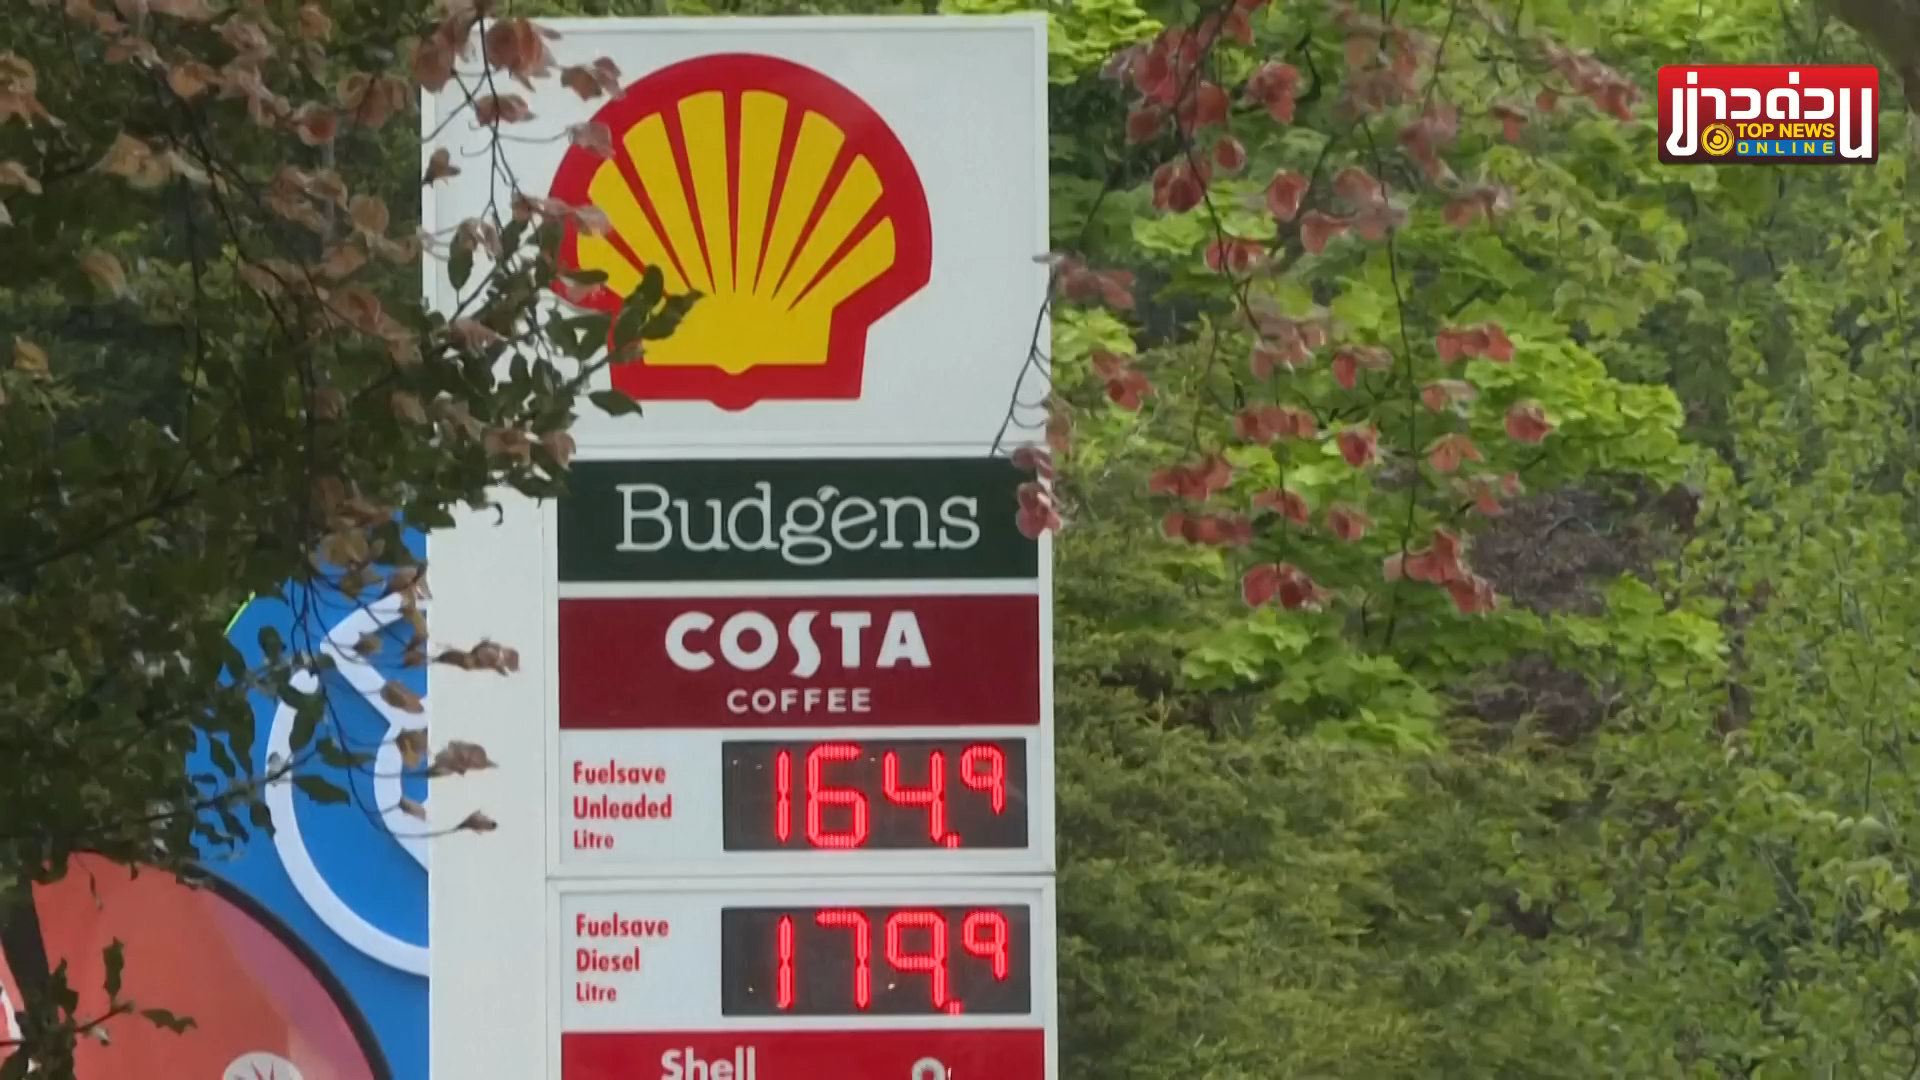 ข่าวด่วน
TOP NEWS
ONLINE
Budgens
COSTA
COFFEE
Fuelsave
Unleaded
Litre
164.9
Fuelsave
Diesel
Litre
179.9
Shell